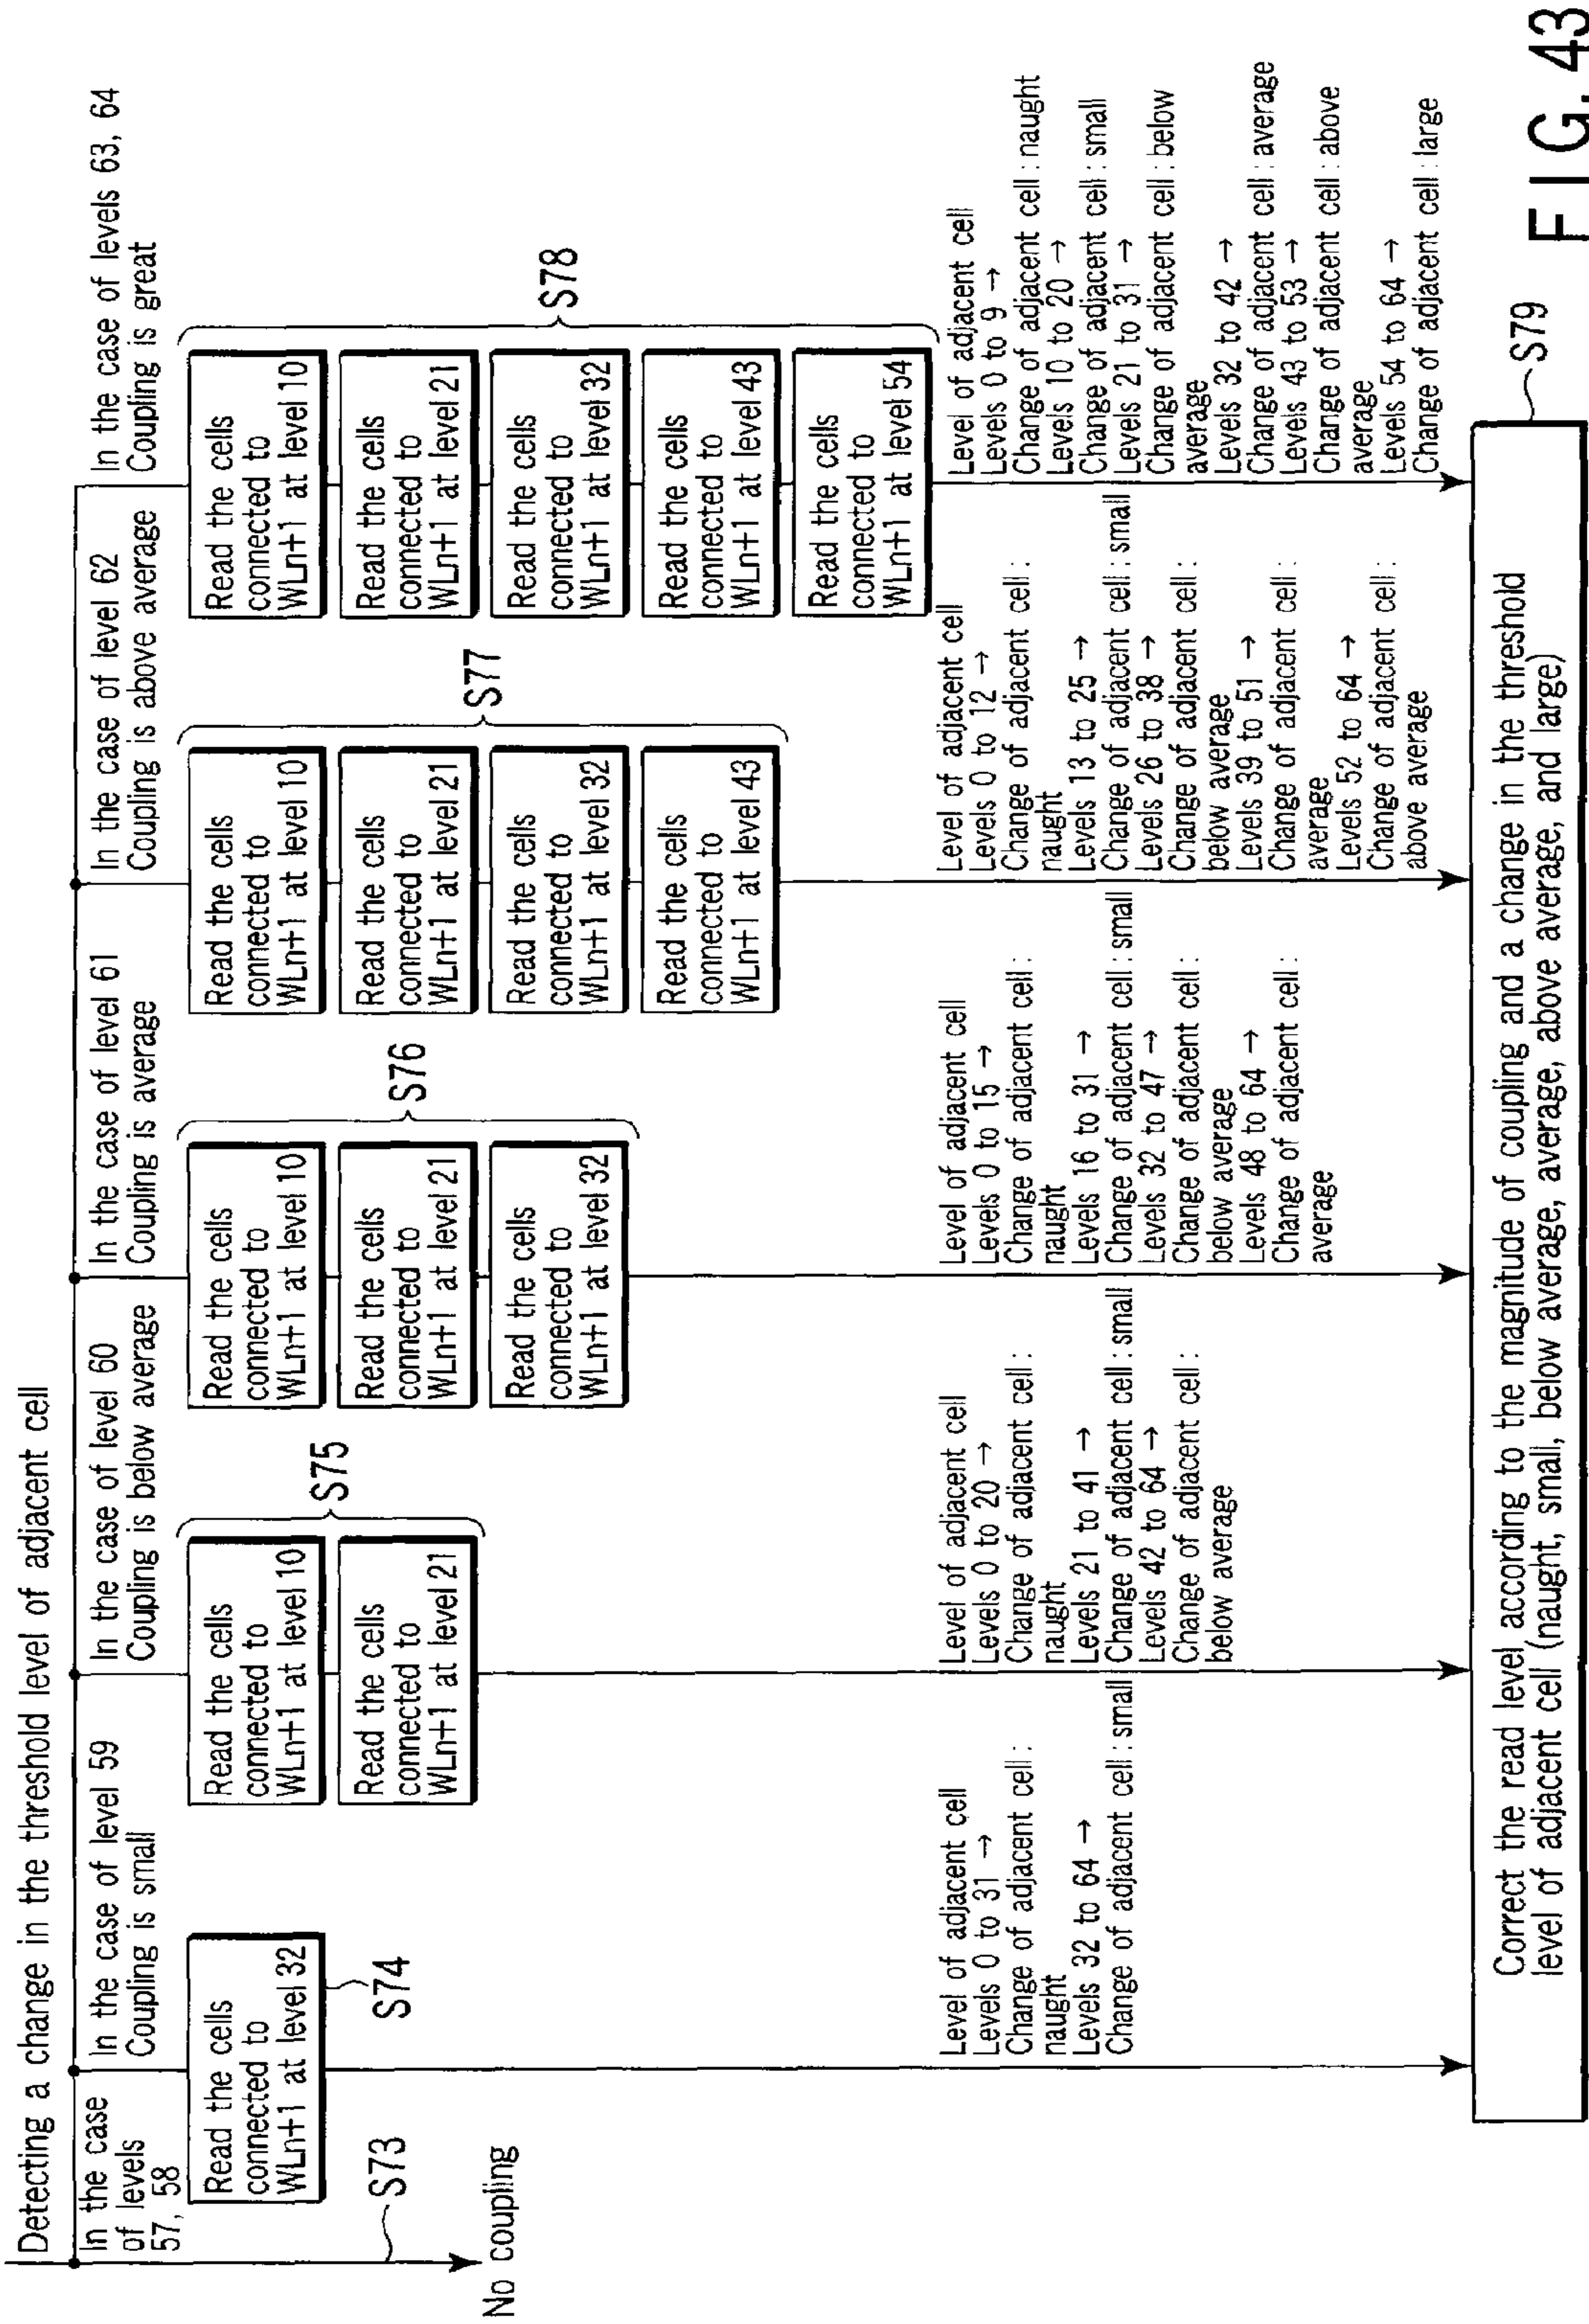 Detecting a change in the threshold level of adjacent cell
In the case
of levels
57, 58
S73
No coupling
In the case of level 59
Coupling is small
Read the cells
connected to
WLn+1 at level 32
S74
Level of adjacent cell
Levels 0 to 31 →
Change of adjacent cell :
naught
Levels 32 to 64 →
Change of adjacent cell : small
In the case of level 60
Coupling is below average
Read the cells
connected to
WLn+1 at level 10
Read the cells
connected to
WLn+1 at level 21
S75
Level of adjacent cell
Levels 0 to 20 →
Change of adjacent cell :
naught
Levels 21 to 41 →
Change of adjacent cell : small
Levels 42 to 64 →
Change of adjacent cell :
below average
In the case of level 61
Coupling is average
Read the cells
connected to
WLn+1 at level 10
Read the cells
connected to
WLn+1 at level 21
Read the cells
connected to
WLn+1 at level 32
S76
Level of adjacent cell
Levels 0 to 15 →
Change of adjacent cell :
naught
Levels 16 to 31 →
Change of adjacent cell : small
Levels 32 to 47 →
Change of adjacent cell :
below average
Levels 48 to 64 →
Change of adjacent cell :
average
In the case of level 62
Coupling is above average
Read the cells
connected to
WLn+1 at level 10
Read the cells
connected to
WLn+1 at level 21
Read the cells
connected to
WLn+1 at level 32
Read the cells
connected to
WLn+1 at level 43
S77
Level of adjacent cell
Levels 0 to 12 →
Change of adjacent cell :
naught
Levels 13 to 25 →
Change of adjacent cell : small
Levels 26 to 38 →
Change of adjacent cell :
below average
Levels 39 to 51 →
Change of adjacent cell :
average
Levels 52 to 64 →
Change of adjacent cell :
above average
In the case of levels 63, 64
Coupling is great
Read the cells
connected to
WLn+1 at level 10
Read the cells
connected to
WLn+1 at level 21
Read the cells
connected to
WLn+1 at level 32
Read the cells
connected to
WLn+1 at level 43
Read the cells
connected to
WLn+1 at level 54
S78
Level of adjacent cell
Levels 0 to 9 →
Change of adjacent cell : naught
Levels 10 to 20 →
Change of adjacent cell : small
Levels 21 to 31 →
Change of adjacent cell : below
average
Levels 32 to 42 →
Change of adjacent cell : average
Levels 43 to 53 →
Change of adjacent cell : above
average
Levels 54 to 64 →
Change of adjacent cell : large
Correct the read level according to the magnitude of coupling and a change in the threshold
level of adjacent cell (naught, small, below average, average, above average, and large)
S79
FIG. 43